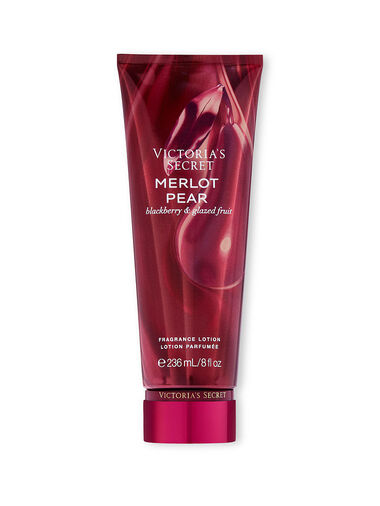 VICTORIA'S
SECRET
MERLOT
PEAR
blackberry & glazed fruit
FRAGRANCE LOTION
LOTION PARFUMÉE
℮ 236 mL/8 fl oz
VICTORIA'S SECRET